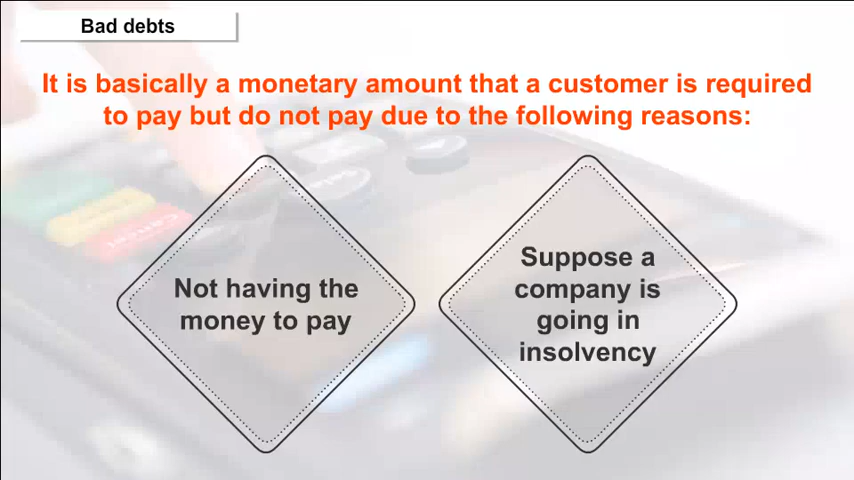 Bad debts
It is basically a monetary amount that a customer is required
to pay but do not pay due to the following reasons:
Not having the
money to pay
Suppose a
company is
going in
insolvency